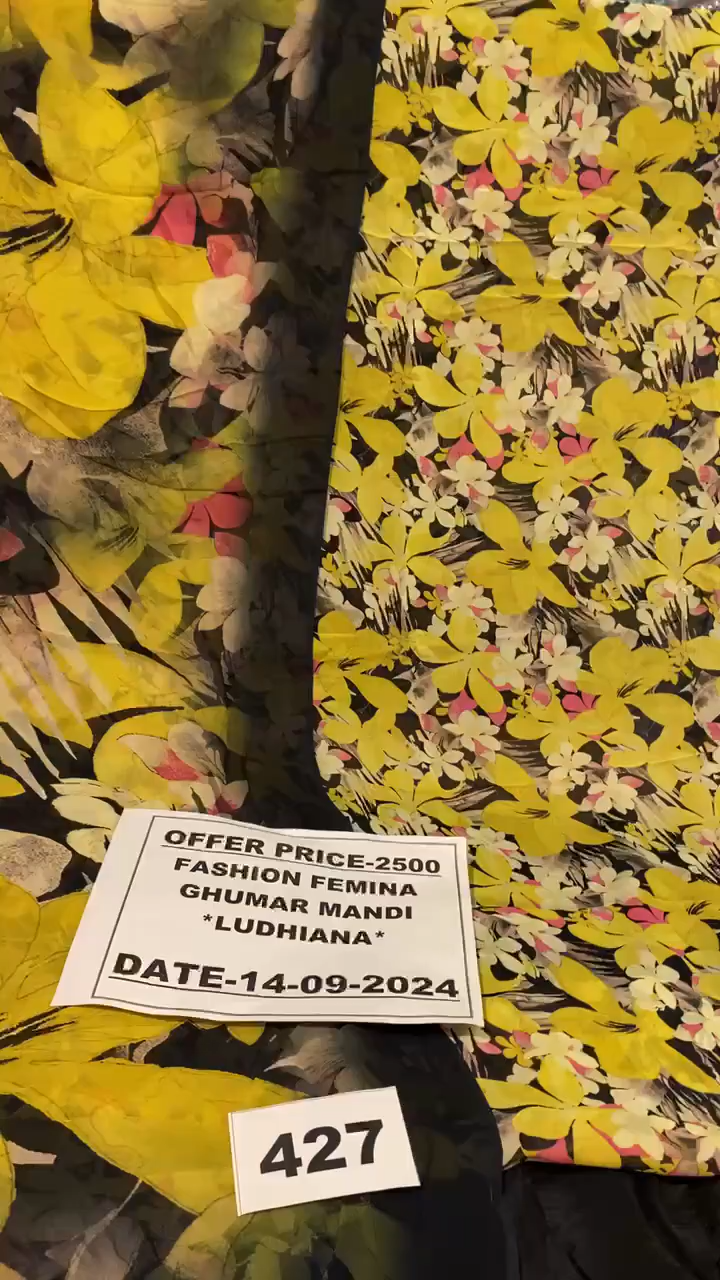 OFFER PRICE-2500
FASHION FEMINA
GHUMAR MANDI
*LUDHIANA*
DATE-14-09-2024
427